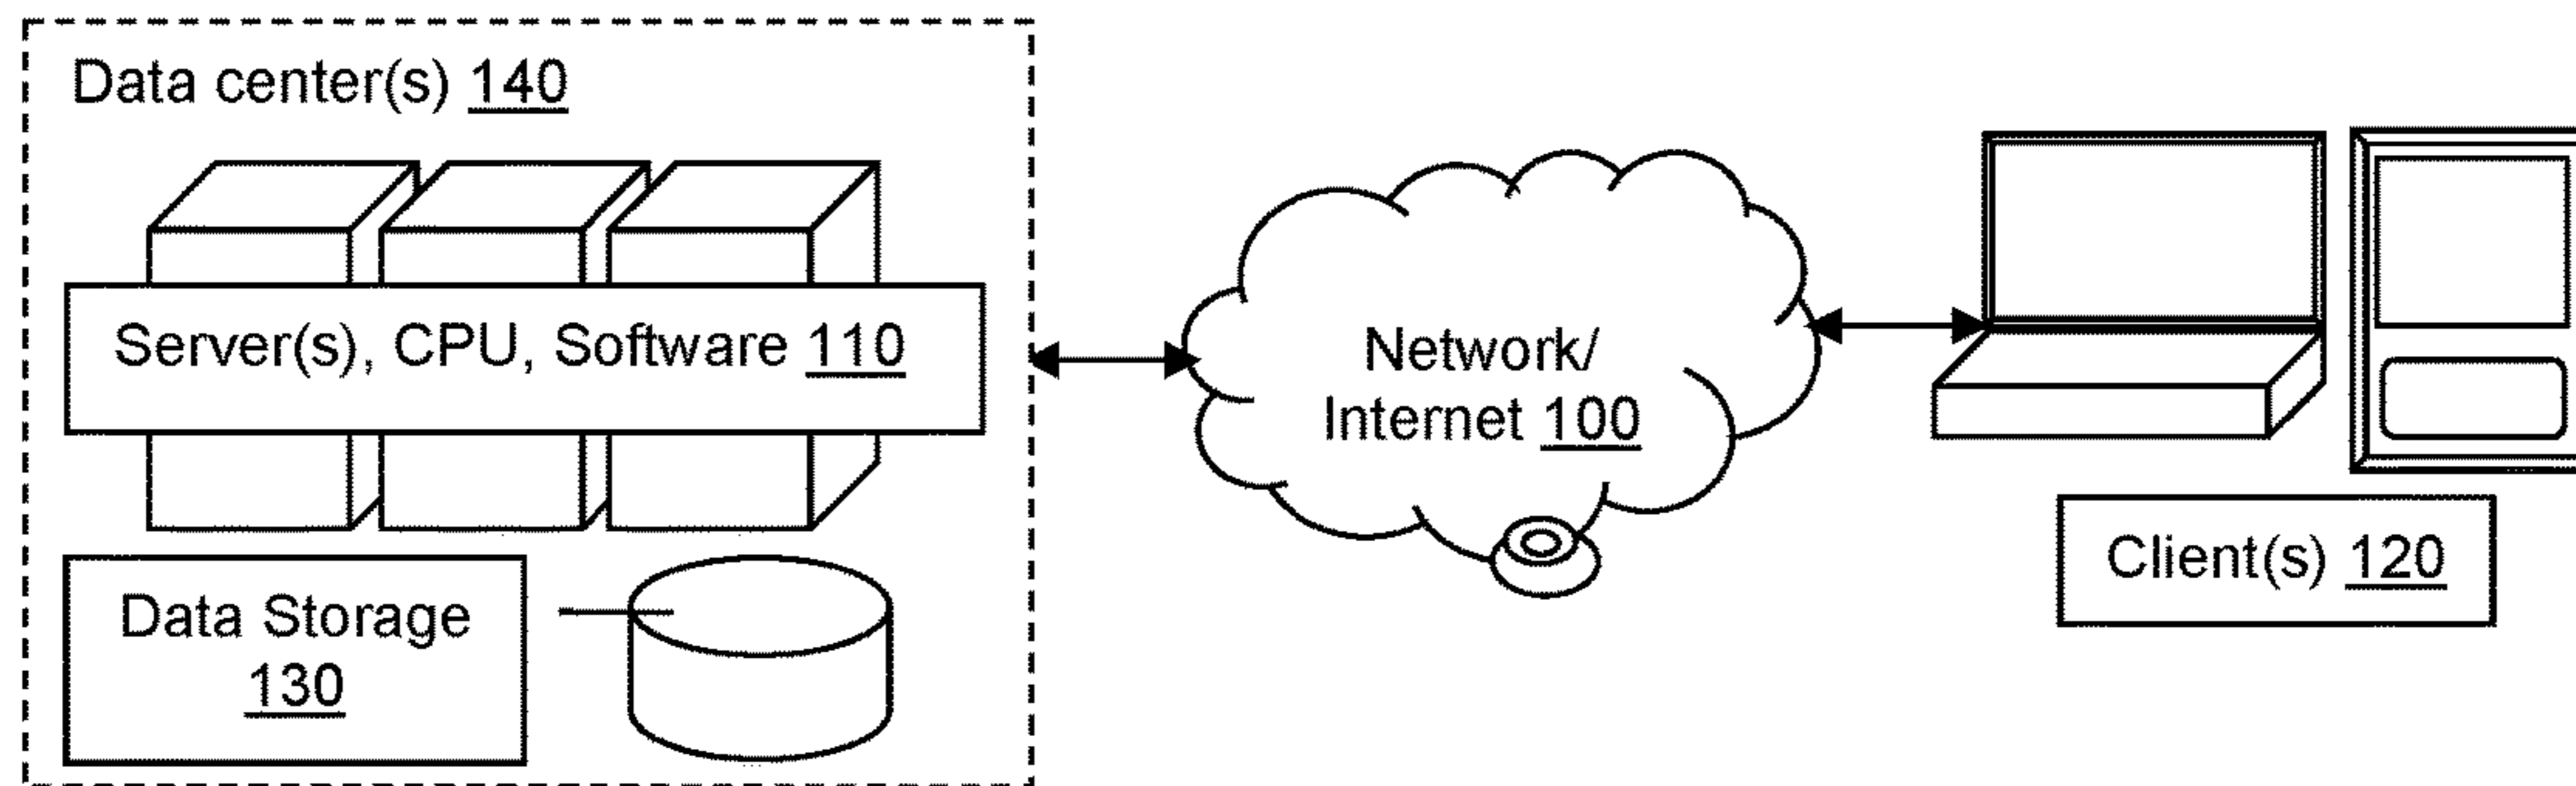 Data center(s) 140
Server(s), CPU, Software 110
Data Storage
130
Network/
Internet 100
Client(s) 120